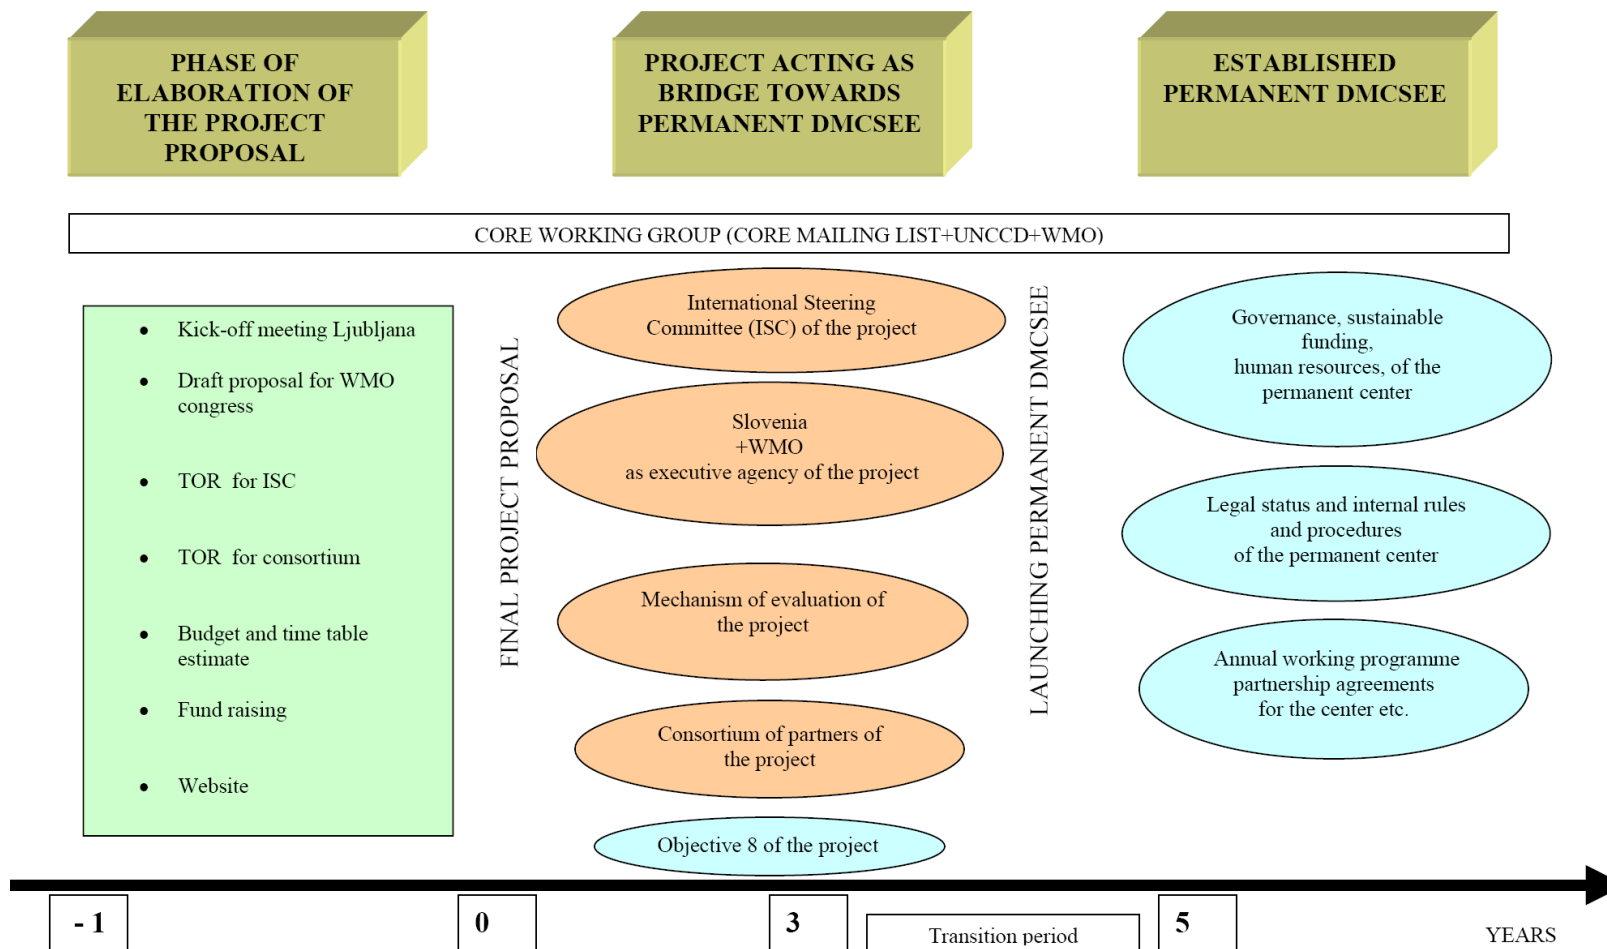 PHASE OF
ELABORATION OF
THE PROJECT
PROPOSAL
PROJECT ACTING AS
BRIDGE TOWARDS
PERMANENT DMCSEE
ESTABLISHED
PERMANENT DMCSEE
CORE WORKING GROUP (CORE MAILING LIST+UNCCD+WMO)
• Kick-off meeting Ljubljana
• Draft proposal for WMO
congress
• TOR for ISC
• TOR for consortium
• Budget and time table
estimate
• Fund raising
• Website
FINAL PROJECT PROPOSAL
International Steering
Committee (ISC) of the project
Slovenia
+WMO
as executive agency of the project
Mechanism of evaluation of
the project
Consortium of partners of
the project
Objective 8 of the project
LAUNCHING PERMANENT DMCSEE
Governance, sustainable
funding,
human resources, of the
permanent center
Legal status and internal rules
and procedures
of the permanent center
Annual working programme
partnership agreements
for the center etc.
- 1
0
3
Transition period
5
YEARS